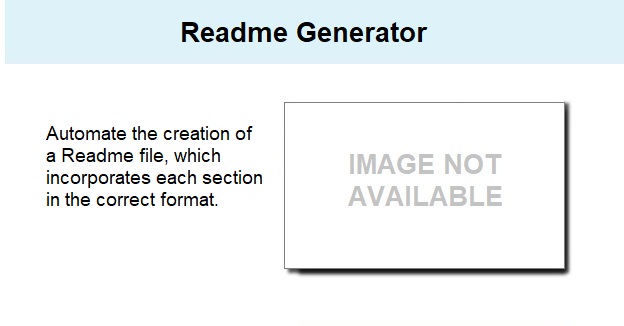 Readme Generator
Automate the creation of
a Readme file, which
incorporates each section
in the correct format.
IMAGE NOT
AVAILABLE